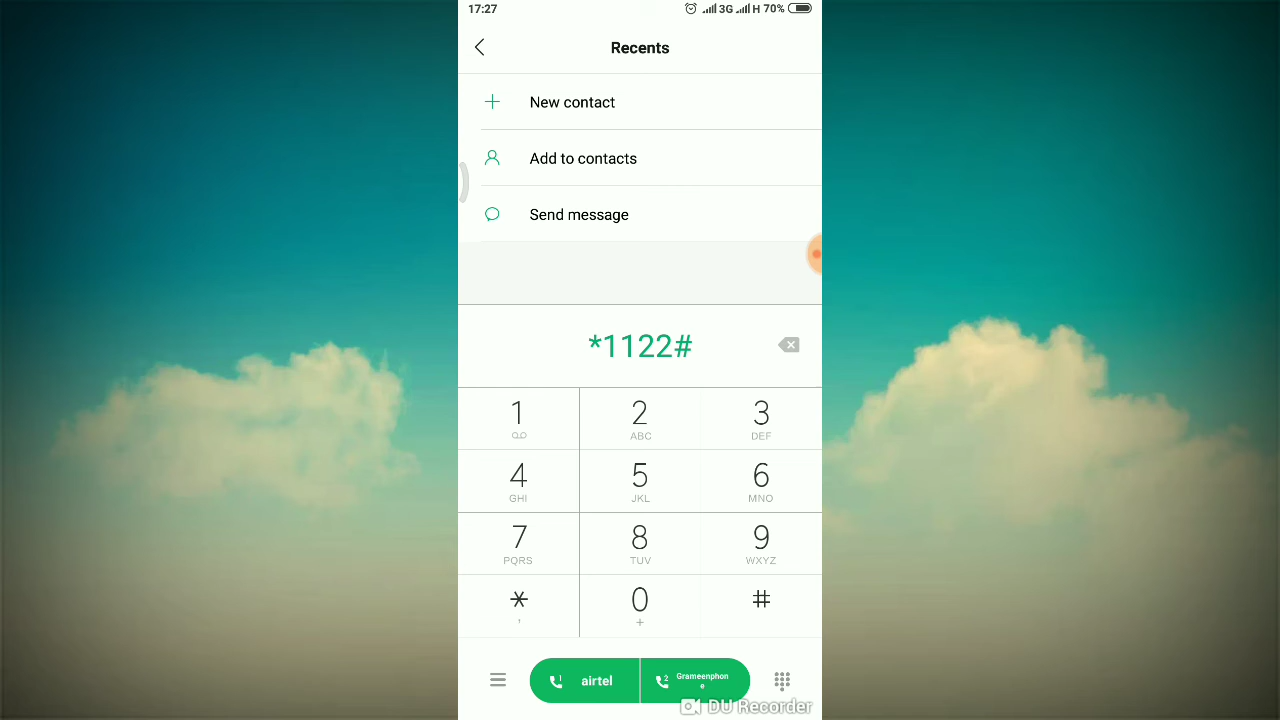 17:27
3G H 70%
Recents
New contact
Add to contacts
Send message
*1122#
1 2 3
ABC DEF
4 5 6
GHI JKL MNO
7 8 9
PQRS TUV WXYZ
* 0 #
, +
1 airtel 2 Grameenphon
e
DU Recorder